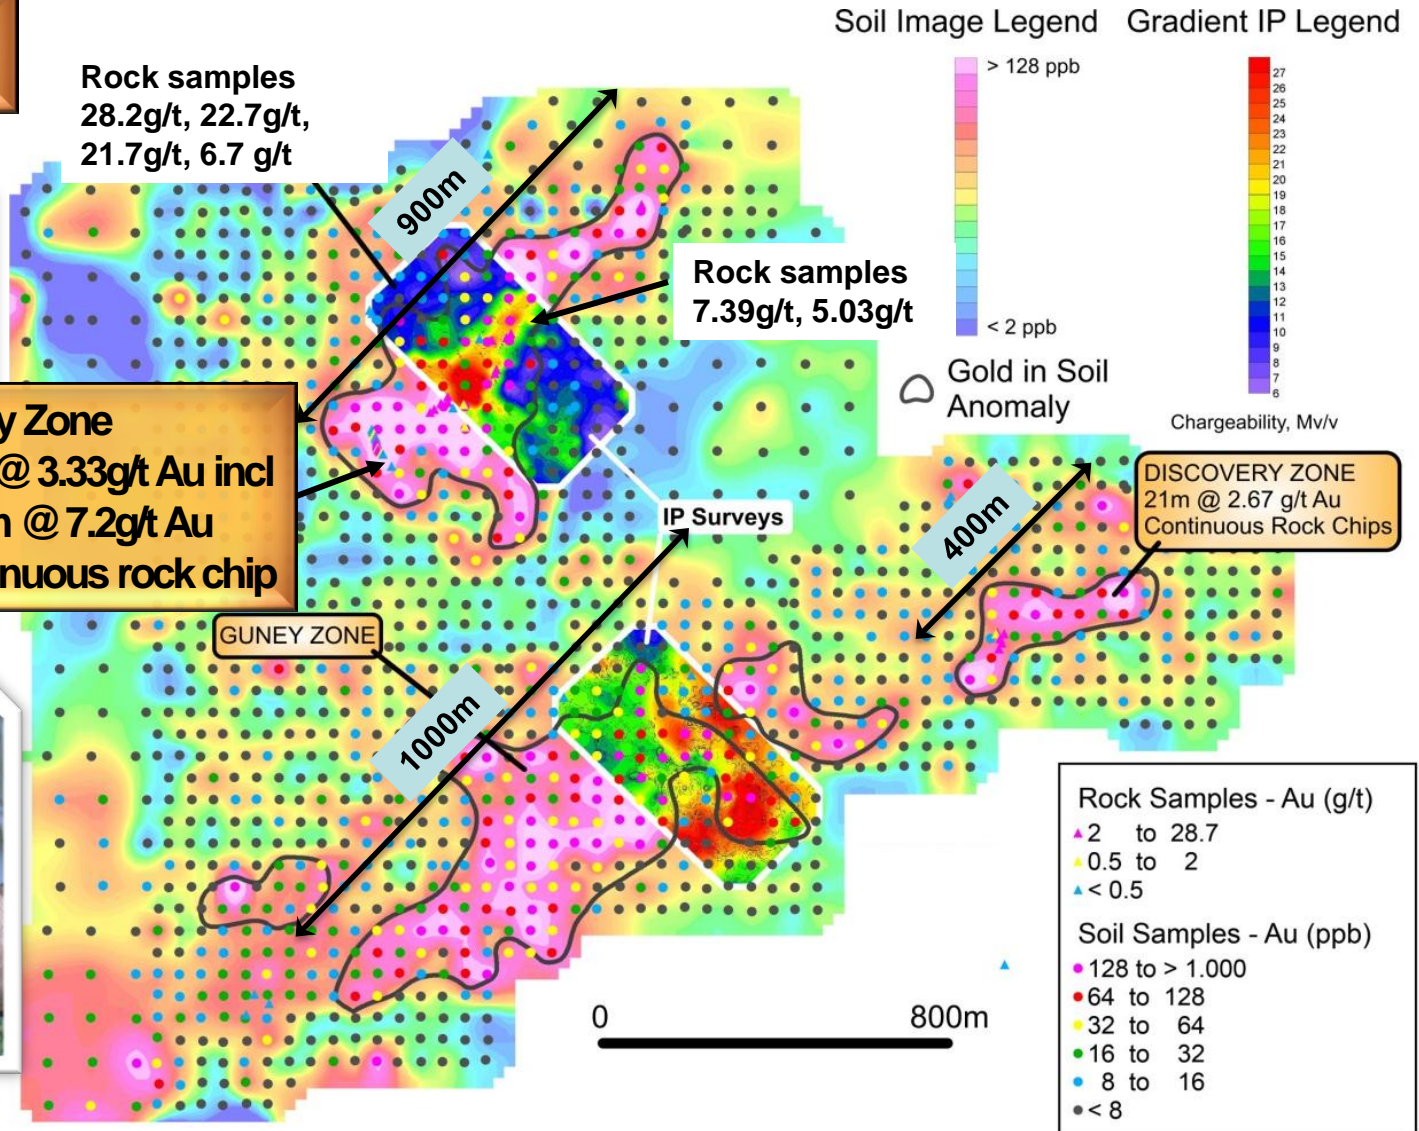 Soil Image Legend
> 128 ppb
< 2 ppb
Gradient IP Legend
27
26
25
24
23
22
21
20
19
18
17
16
15
14
13
12
11
10
9
8
7
6
Chargeability, Mv/v
Gold in Soil
Anomaly
Rock samples
28.2g/t, 22.7g/t,
21.7g/t, 6.7 g/t
900m
Rock samples
7.39g/t, 5.03g/t
Zone
@ 3.33g/t Au incl
@ 7.2g/t Au
rock chip
IP Surveys
400m
DISCOVERY ZONE
21m @ 2.67 g/t Au
Continuous Rock Chips
GUNEY ZONE
1000m
0 800m
Rock Samples - Au (g/t)
2 to 28.7
0.5 to 2
< 0.5
Soil Samples - Au (ppb)
128 to > 1.000
64 to 128
32 to 64
16 to 32
8 to 16
< 8